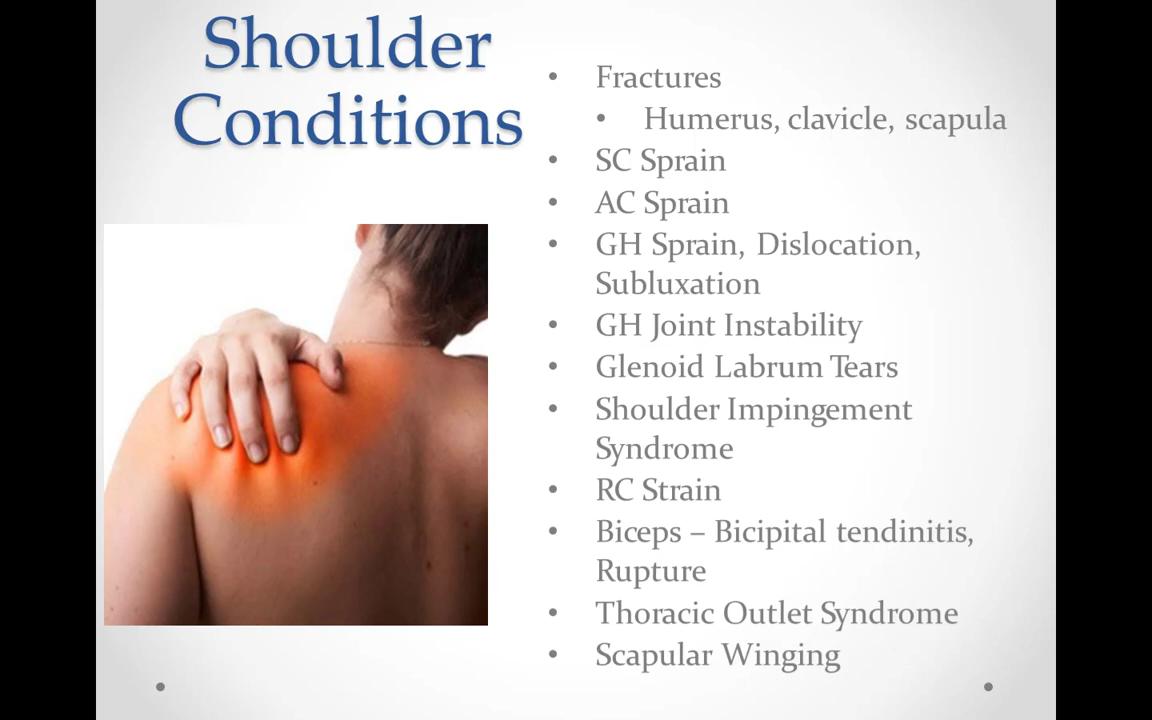 Shoulder
Conditions
• Fractures
• Humerus, clavicle, scapula
• SC Sprain
• AC Sprain
• GH Sprain, Dislocation,
Subluxation
• GH Joint Instability
• Glenoid Labrum Tears
• Shoulder Impingement
Syndrome
• RC Strain
• Biceps – Bicipital tendinitis,
Rupture
• Thoracic Outlet Syndrome
• Scapular Winging